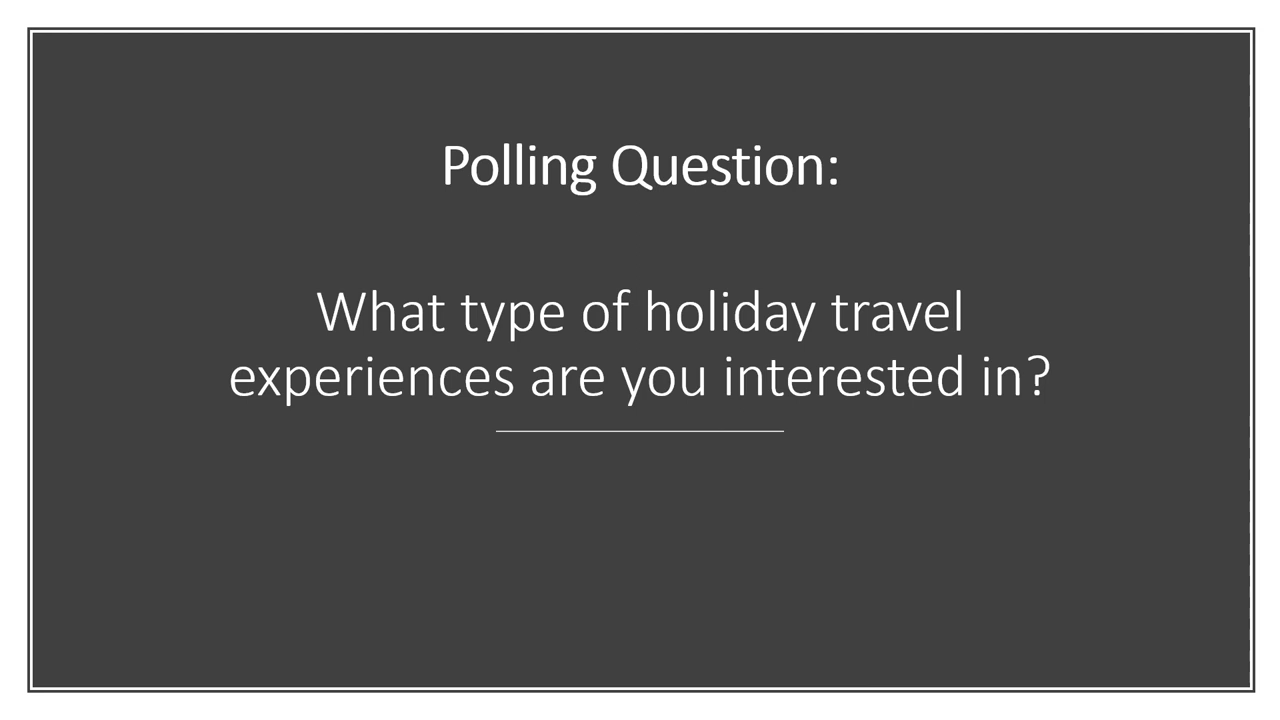 Polling Question:
What type of holiday travel
experiences are you interested in?